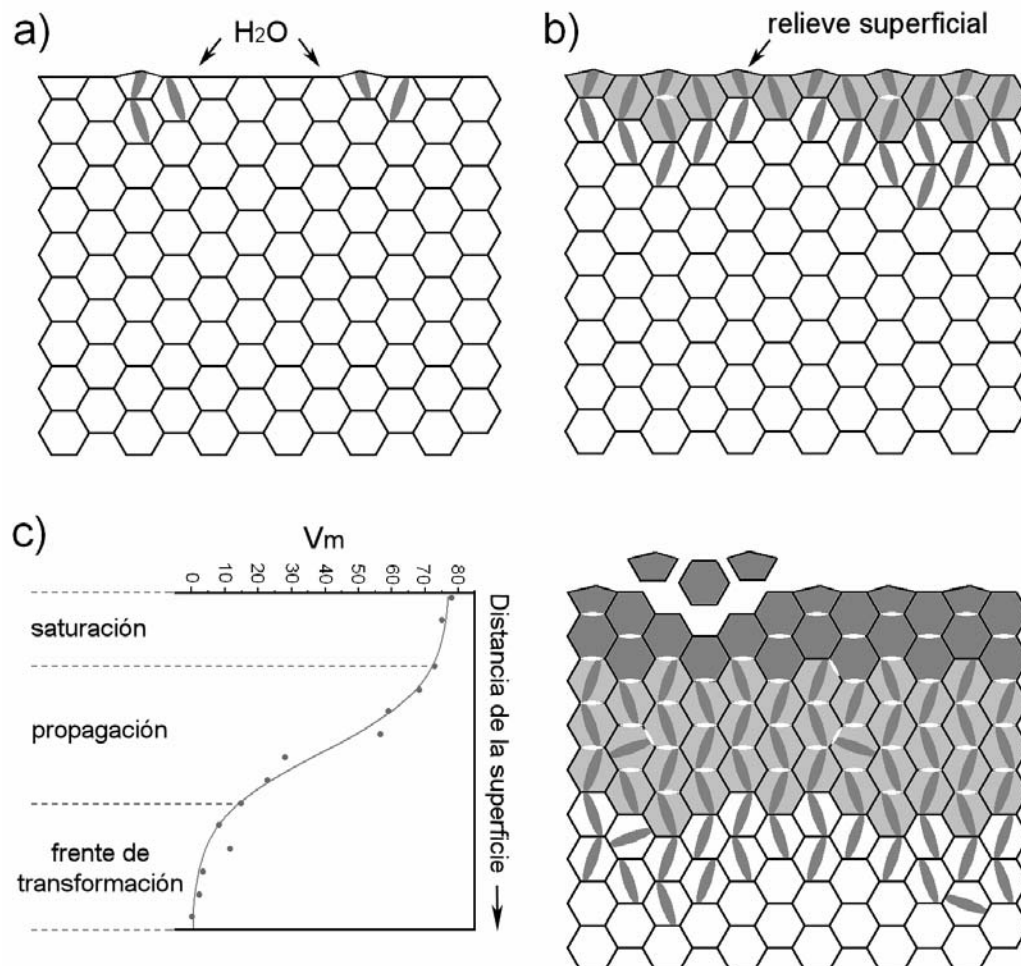 a)
H2O
b)
relieve superficial
c)
Vm
0 10 20 30 40 50 60 70 80
saturación
propagación
frente de
transformación
Distancia de la superficie